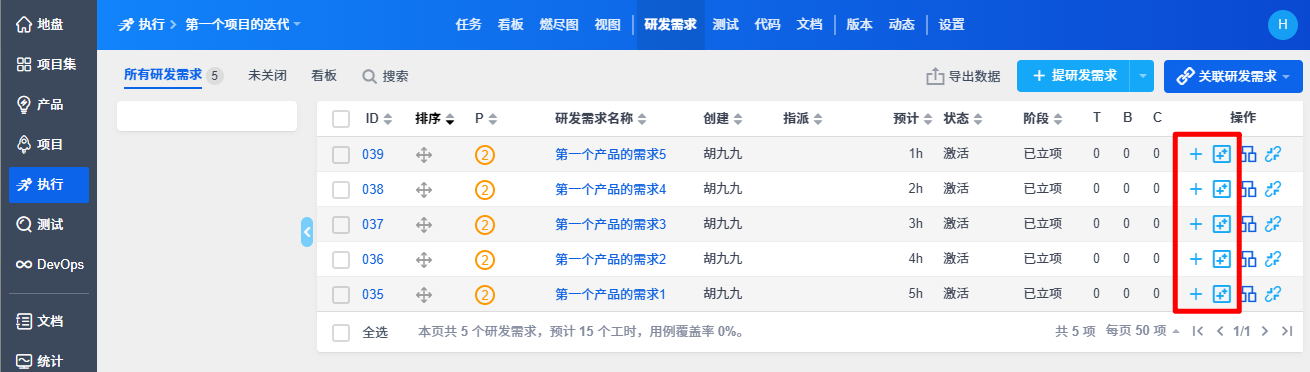 地盘
项目集
产品
项目
执行
测试
DevOps
文档
统计
执行 第一个项目的迭代
任务 看板 燃尽图 视图 研发需求 测试 代码 文档 版本 动态 设置
H
所有研发需求 5 未关闭 看板 搜索
导出数据 提研发需求 关联研发需求
ID 排序 P 研发需求名称 创建 指派 预计 状态 阶段 T B C 操作
039 2 第一个产品的需求5 胡九九 1h 激活 已立项 0 0 0
038 2 第一个产品的需求4 胡九九 2h 激活 已立项 0 0 0
037 2 第一个产品的需求3 胡九九 3h 激活 已立项 0 0 0
036 2 第一个产品的需求2 胡九九 4h 激活 已立项 0 0 0
035 2 第一个产品的需求1 胡九九 5h 激活 已立项 0 0 0
全选 本页共 5 个研发需求，预计 15 个工时，用例覆盖率 0%。 共 5 项 每页 50 项 1/1